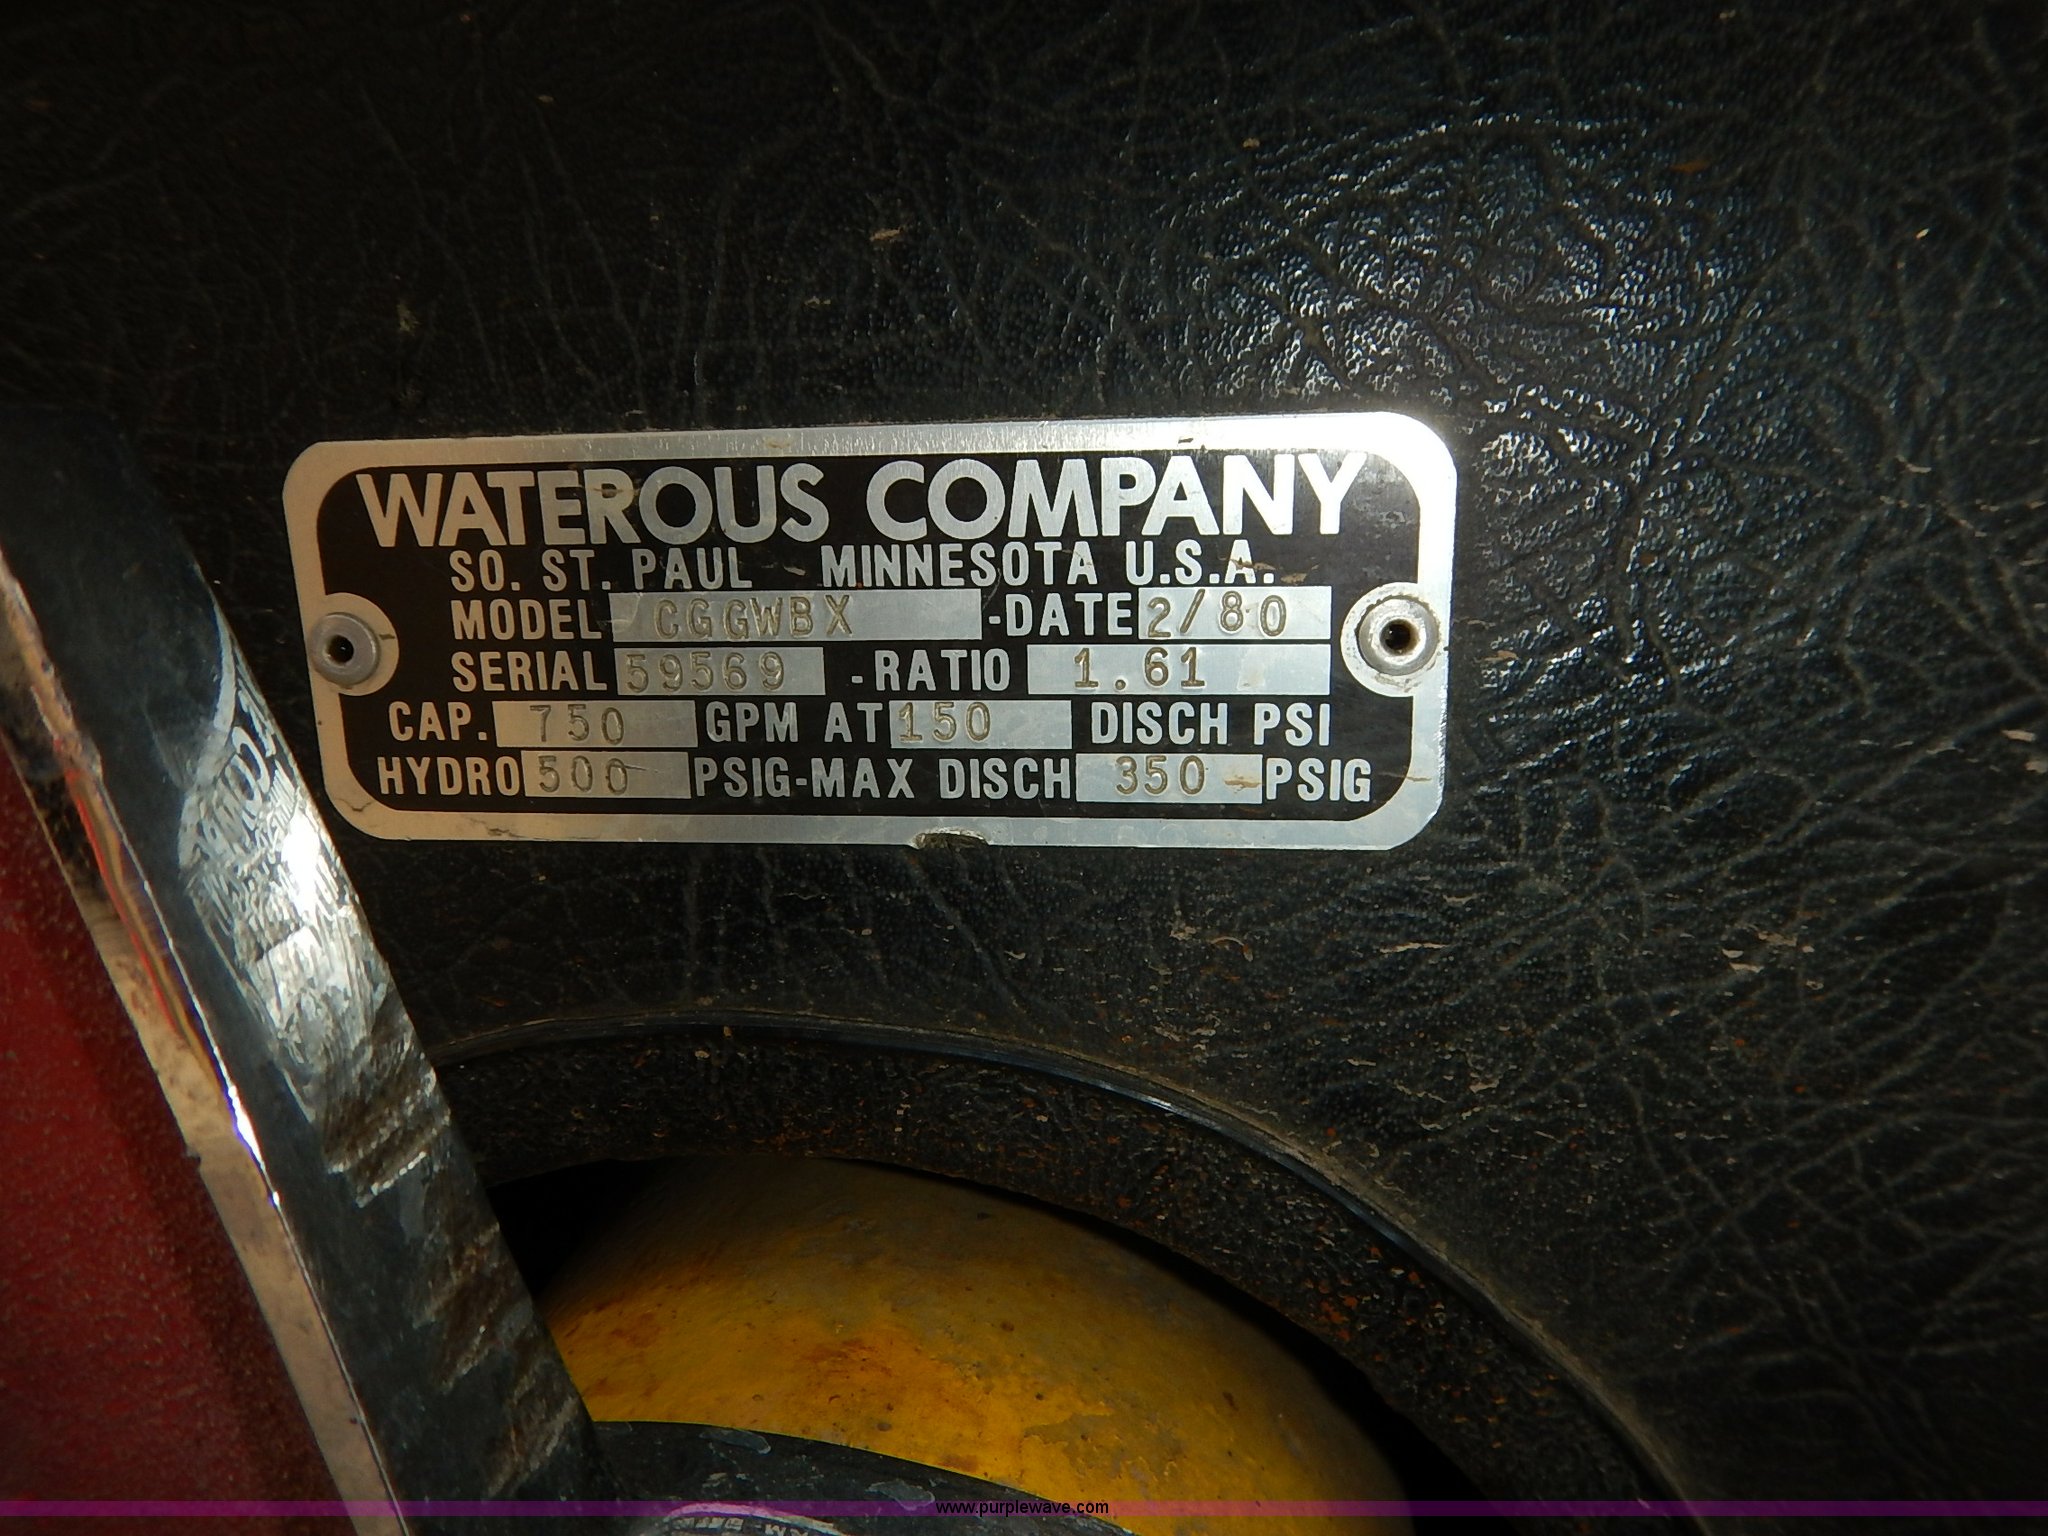 WATEROUS COMPANY
SO. ST. PAUL MINNESOTA U.S.A.
MODEL CGGWBX -DATE 2/80
SERIAL 59569 -RATIO 1.61
CAP. 750 GPM AT 150 DISCH PSI
HYDRO 500 PSIG-MAX DISCH 350 PSIG
www.purplewave.com